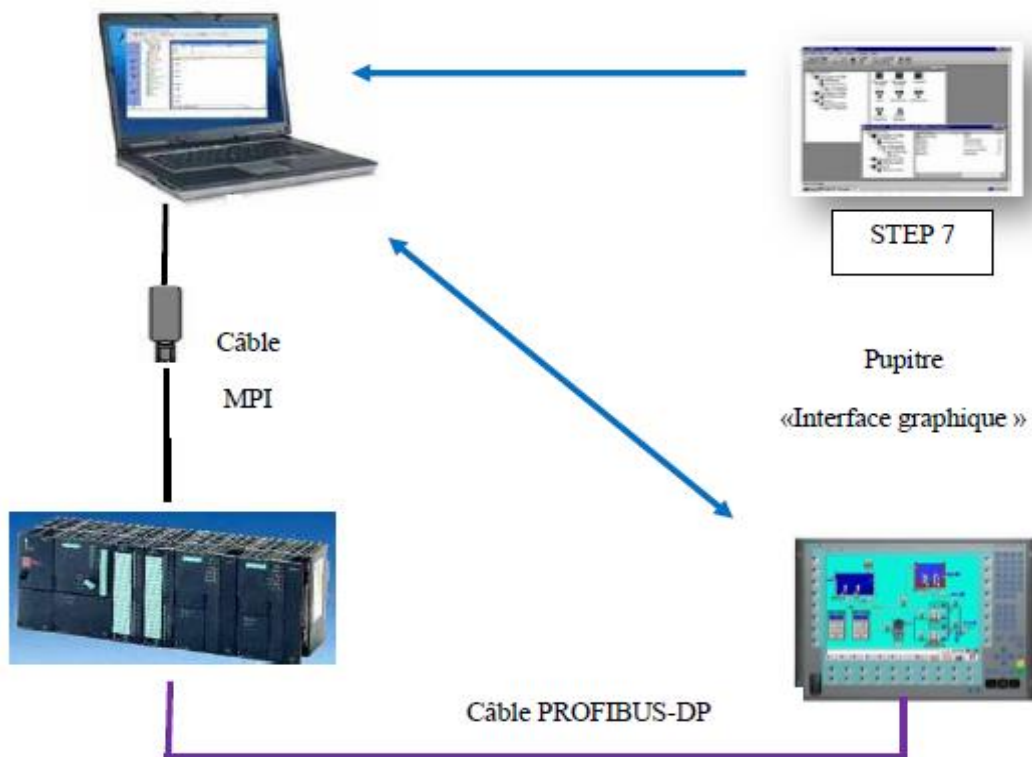 STEP 7
Câble
MPI
Pupitre
«Interface graphique »
Câble PROFIBUS-DP